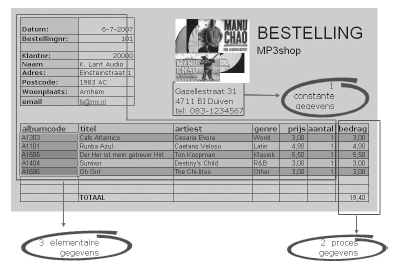 BESTELLING
MP3shop
Datum: 6-7-2007
Bestellingnr: 101
Klantnr: 20000
Naam K. Lant Audio
Adres: Einsteinstraat 1
Postcode: 1983 AC
Woonplaats: Arnhem
email
MANU
CHAO
Gazellestraat 31
4711 BI Duiven
tel: 083-1234567
1
constante
gegevens
albumcode titel artiest genre prijs aantal bedrag
A1303 Cafe Atlantico Cesaria Evora World 3,00 1 3,00
A1101 Rumba Azul Caetano Veloso Latin 4,90 1 4,90
A1505 Der Her ist mein getreuer Hirt Ton Koopman Klasiek 5,50 1 5,50
A1404 Survivor Destiny's Child R&B 3,00 1 3,00
A1606 Oh Girl The Chi-lites Other 3,00 1 3,00
TOTAAL 19,40
3 elementaire
gegevens
2 proces
gegevens